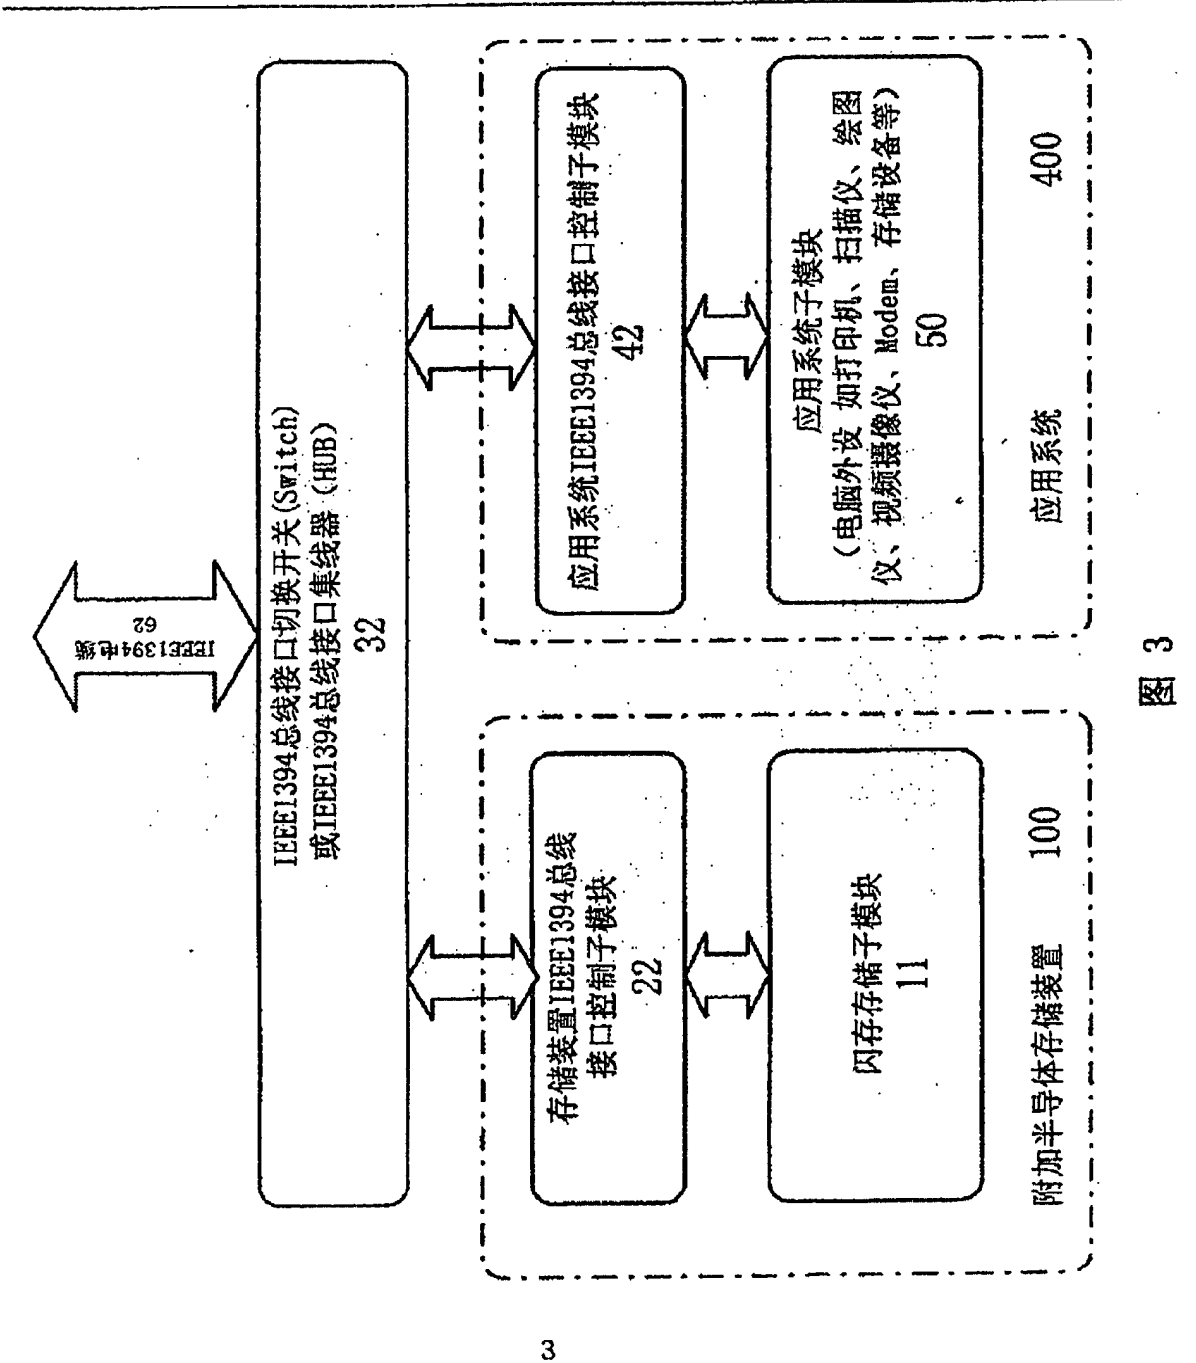 IEEE1394电缆
62
IEEE1394总线接口切换开关(Switch)
或IEEE1394总线接口集线器(HUB)
32
存储装置IEEE1394总线
接口控制子模块
22
闪存存储子模块
11
附加半导体存储装置 100
应用系统IEEE1394总线接口控制子模块
42
应用系统子模块
(电脑外设 如打印机、扫描仪、绘图
仪、视频摄像仪、Modem、存储设备等)
50
应用系统 400
图 3
3